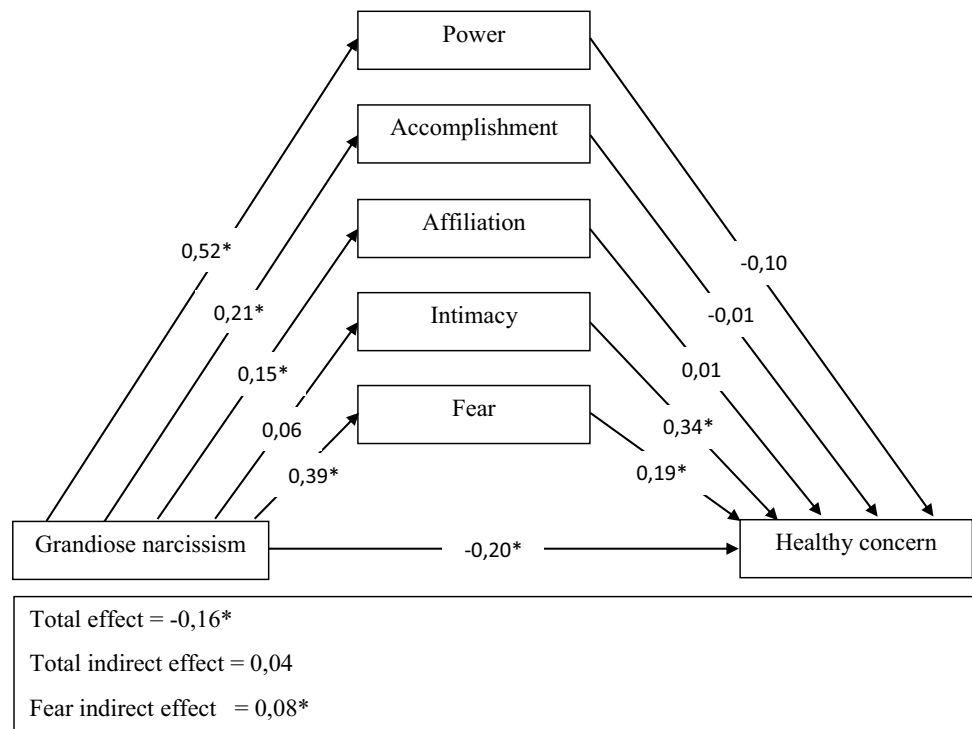 Power
Accomplishment
Affiliation
Intimacy
Fear
0,52*
0,21*
0,15*
0,06
0,39*
-0,10
-0,01
0,01
0,34*
0,19*
Grandiose narcissism
-0,20*
Healthy concern
Total effect = -0,16*
Total indirect effect = 0,04
Fear indirect effect = 0,08*